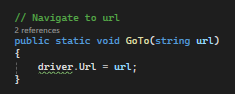 // Navigate to url
2 references
public static void GoTo(string url)
{
driver.Url = url;
}